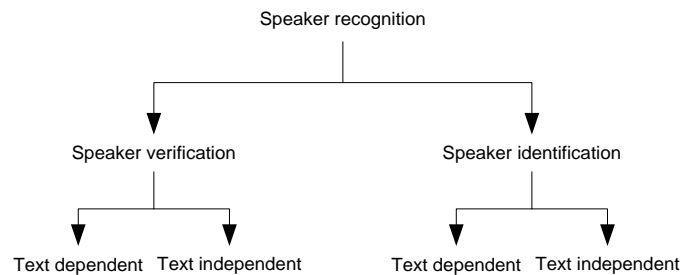 Speaker recognition
Speaker verification
Speaker identification
Text dependent
Text independent
Text dependent
Text independent